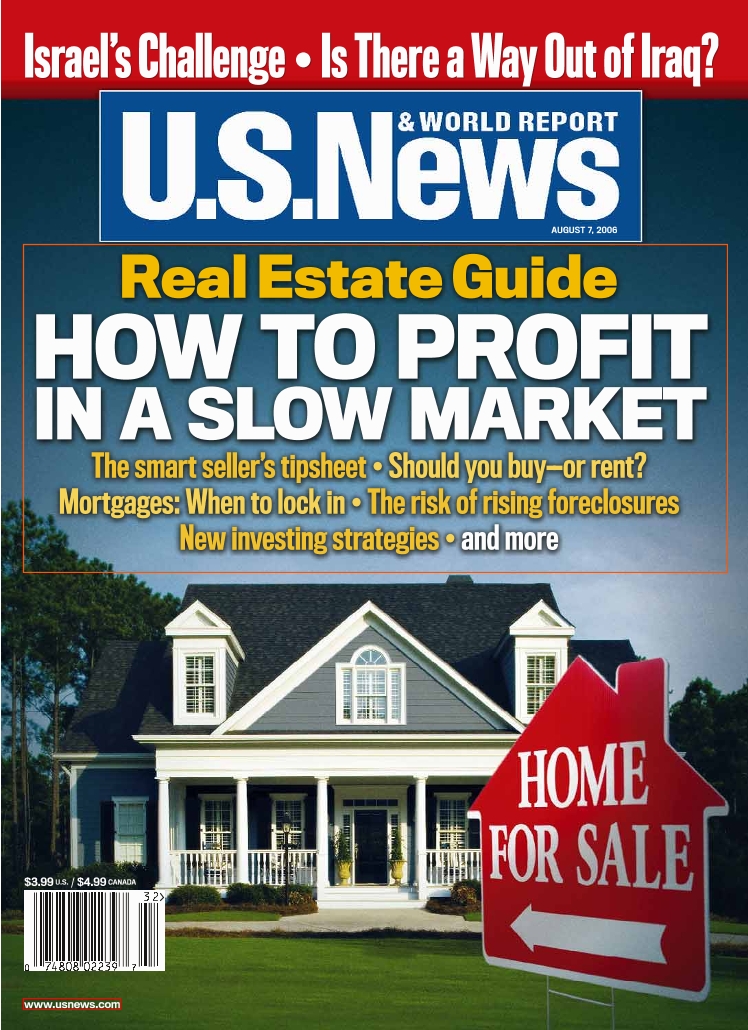 Israel's Challenge • Is There a Way Out of Iraq?
& WORLD REPORT
U.S.News
AUGUST 7, 2006
Real Estate Guide
HOW TO PROFIT
IN A SLOW MARKET
The smart seller's tipsheet • Should you buy—or rent?
Mortgages: When to lock in • The risk of rising foreclosures
New investing strategies • and more
HOME
FOR SALE
$3.99 U.S. / $4.99 CANADA
32>
0 74808 02239 7
www.usnews.com